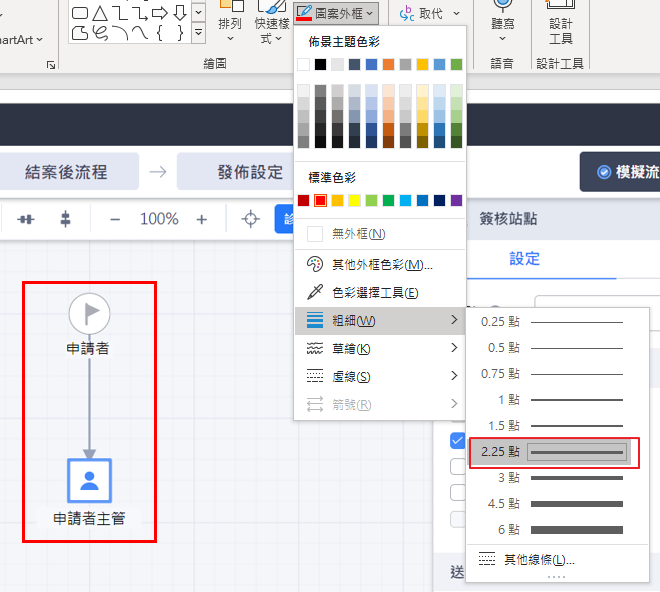 圖案外框
取代
artArt
排列
快速樣式
聽寫
設計工具
繪圖
語音
設計工具
佈景主題色彩
標準色彩
無外框(N)
其他外框色彩(M)...
色彩選擇工具(E)
粗細(W)
草繪(K)
虛線(S)
箭號(R)
0.25 點
0.5 點
0.75 點
1 點
1.5 點
2.25 點
3 點
4.5 點
6 點
其他線條(L)...
結案後流程
發佈設定
模擬流
100%
簽核站點
設定
申請者
申請者主管
送